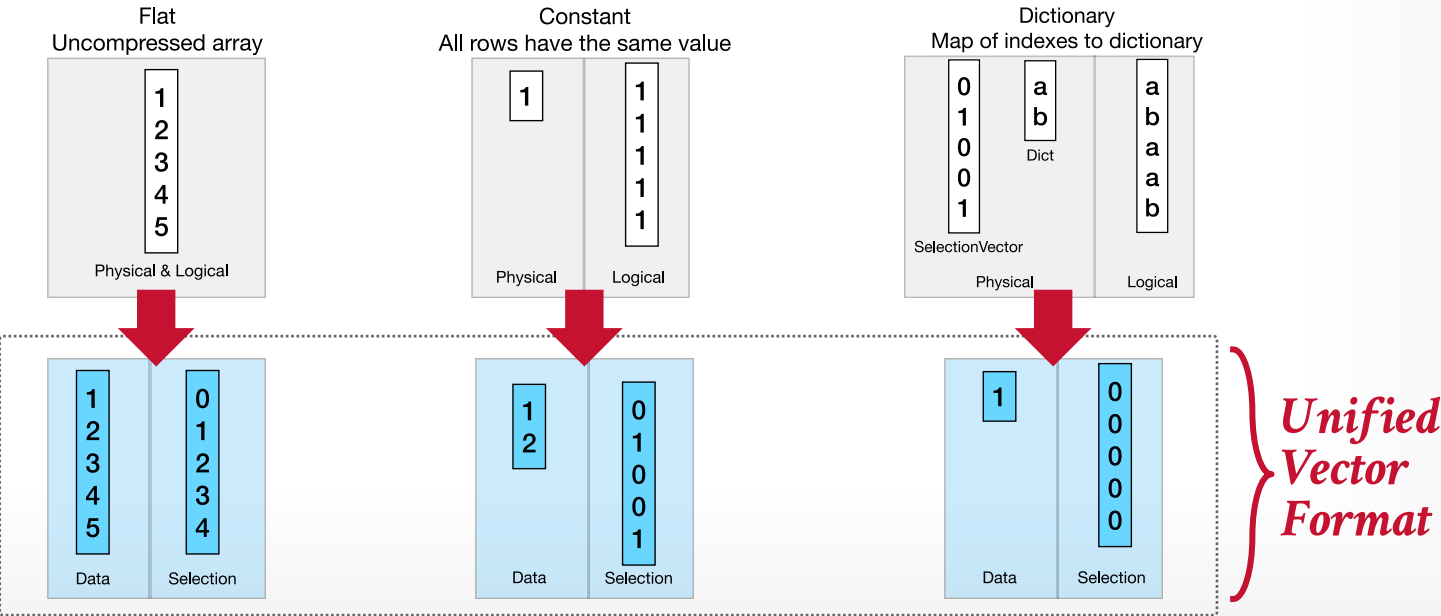 Flat
Uncompressed array
1
2
3
4
5
Physical & Logical
Constant
All rows have the same value
1
Physical
1
1
1
1
1
Logical
Dictionary
Map of indexes to dictionary
0
1
0
0
1
SelectionVector
a
b
Dict
Physical
a
b
a
a
b
Logical
1
2
3
4
5
Data
0
1
2
3
4
Selection
1
2
Data
0
1
0
0
1
Selection
1
Data
0
0
0
0
0
Selection
Unified
Vector
Format